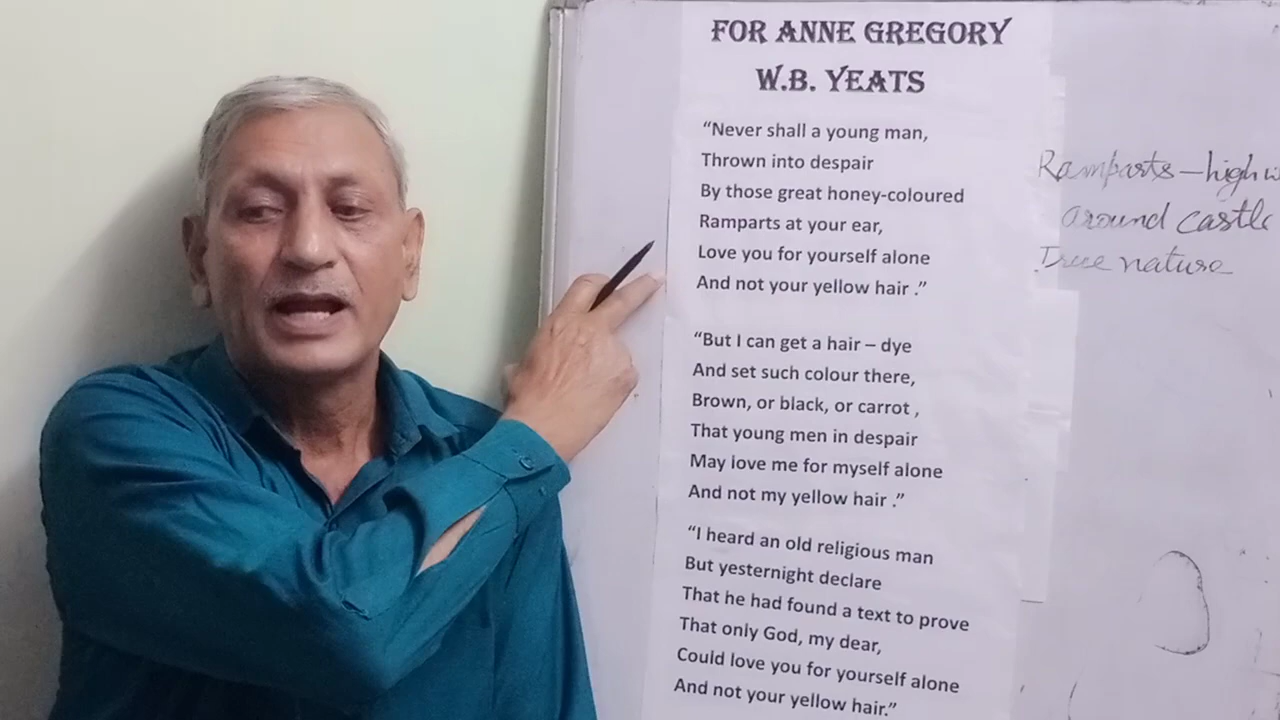 FOR ANNE GREGORY
W.B. YEATS
“Never shall a young man,
Thrown into despair
By those great honey-coloured
Ramparts at your ear,
Love you for yourself alone
And not your yellow hair .”
“But I can get a hair – dye
And set such colour there,
Brown, or black, or carrot ,
That young men in despair
May love me for myself alone
And not my yellow hair .”
“I heard an old religious man
But yesternight declare
That he had found a text to prove
That only God, my dear,
Could love you for yourself alone
And not your yellow hair.”
Ramparts – high
around castle
True nature